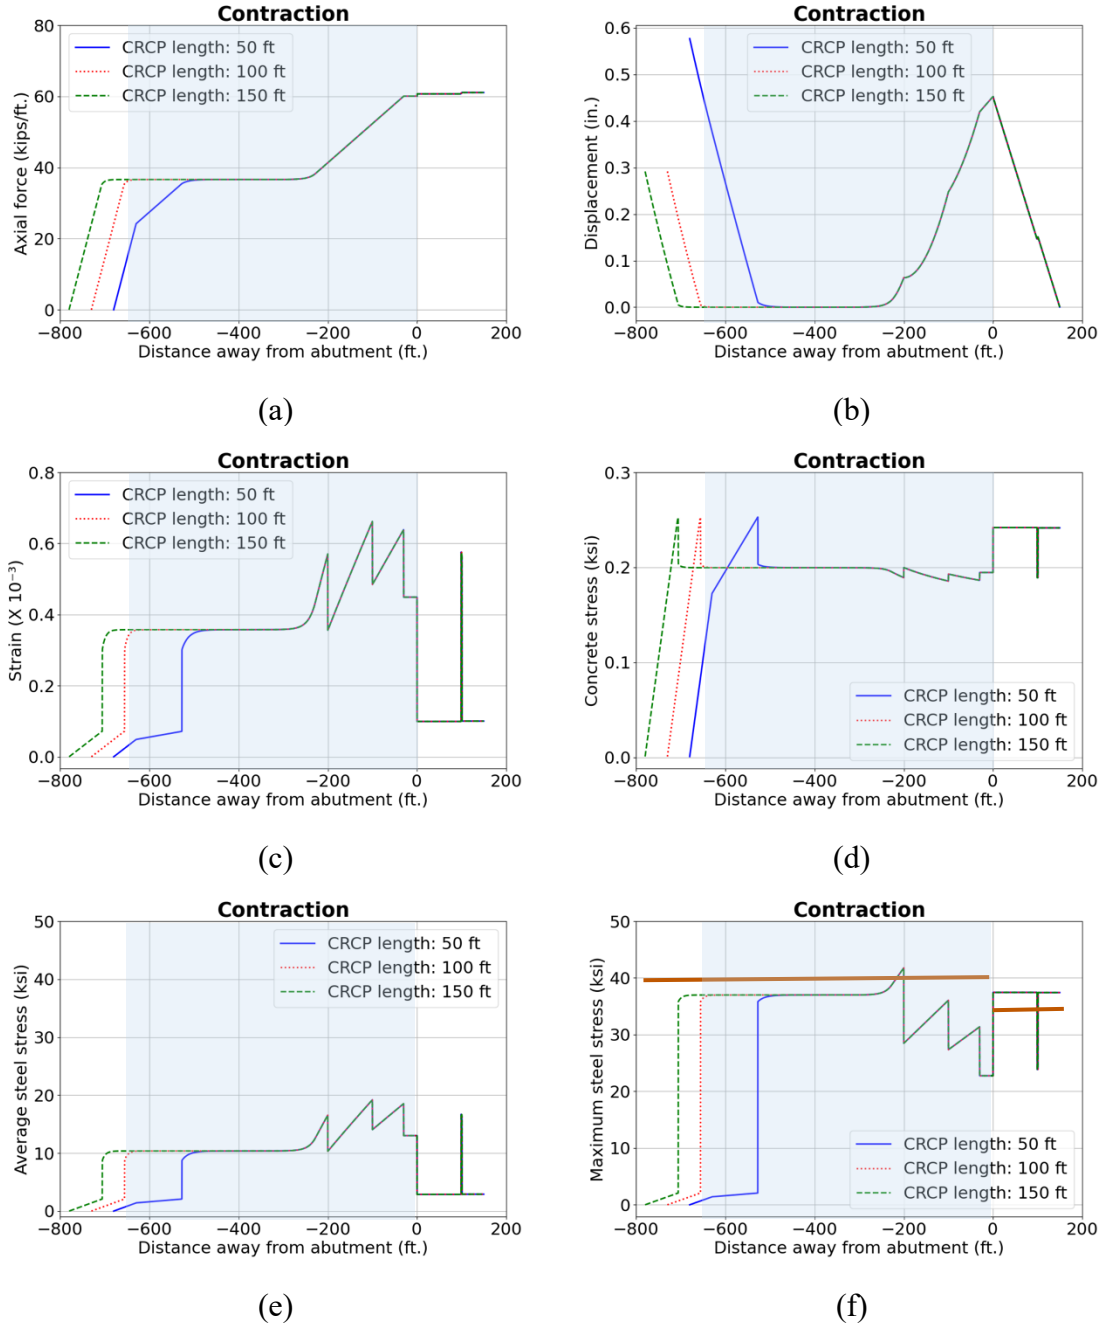 Contraction
Axial force (kips/ft.)
80
60
40
20
0
CRCP length: 50 ft
CRCP length: 100 ft
CRCP length: 150 ft
−800 −600 −400 −200 0 200
Distance away from abutment (ft.)
(a)
Contraction
Displacement (in.)
0.6
0.5
0.4
0.3
0.2
0.1
0.0
CRCP length: 50 ft
CRCP length: 100 ft
CRCP length: 150 ft
−800 −600 −400 −200 0 200
Distance away from abutment (ft.)
(b)
Contraction
Strain (X 10⁻³)
0.8
0.6
0.4
0.2
0.0
CRCP length: 50 ft
CRCP length: 100 ft
CRCP length: 150 ft
−800 −600 −400 −200 0 200
Distance away from abutment (ft.)
(c)
Contraction
Concrete stress (ksi)
0.3
0.2
0.1
0.0
CRCP length: 50 ft
CRCP length: 100 ft
CRCP length: 150 ft
−800 −600 −400 −200 0 200
Distance away from abutment (ft.)
(d)
Contraction
Average steel stress (ksi)
50
40
30
20
10
0
CRCP length: 50 ft
CRCP length: 100 ft
CRCP length: 150 ft
−800 −600 −400 −200 0 200
Distance away from abutment (ft.)
(e)
Contraction
Maximum steel stress (ksi)
50
40
30
20
10
0
CRCP length: 50 ft
CRCP length: 100 ft
CRCP length: 150 ft
−800 −600 −400 −200 0 200
Distance away from abutment (ft.)
(f)